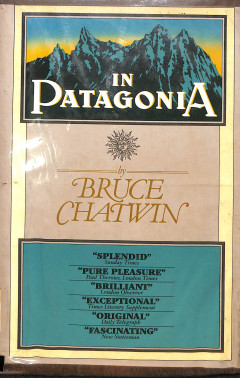 IN
PATAGONIA
by
BRUCE
CHATWIN
"SPLENDID"
Sunday Times
"PURE PLEASURE"
Paul Theroux, London Times
"BRILLIANT"
London Observer
"EXCEPTIONAL"
Times Literary Supplement
"ORIGINAL"
Daily Telegraph
"FASCINATING"
New Statesman